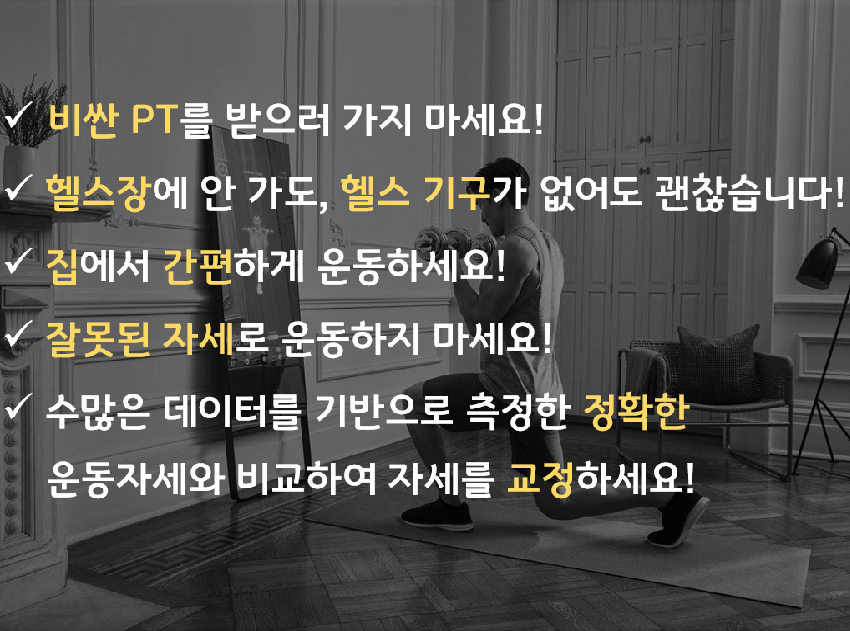 ✓ 비싼 PT를 받으러 가지 마세요!
✓ 헬스장에 안 가도, 헬스 기구가 없어도 괜찮습니다!
✓ 집에서 간편하게 운동하세요!
✓ 잘못된 자세로 운동하지 마세요!
✓ 수많은 데이터를 기반으로 측정한 정확한
운동자세와 비교하여 자세를 교정하세요!